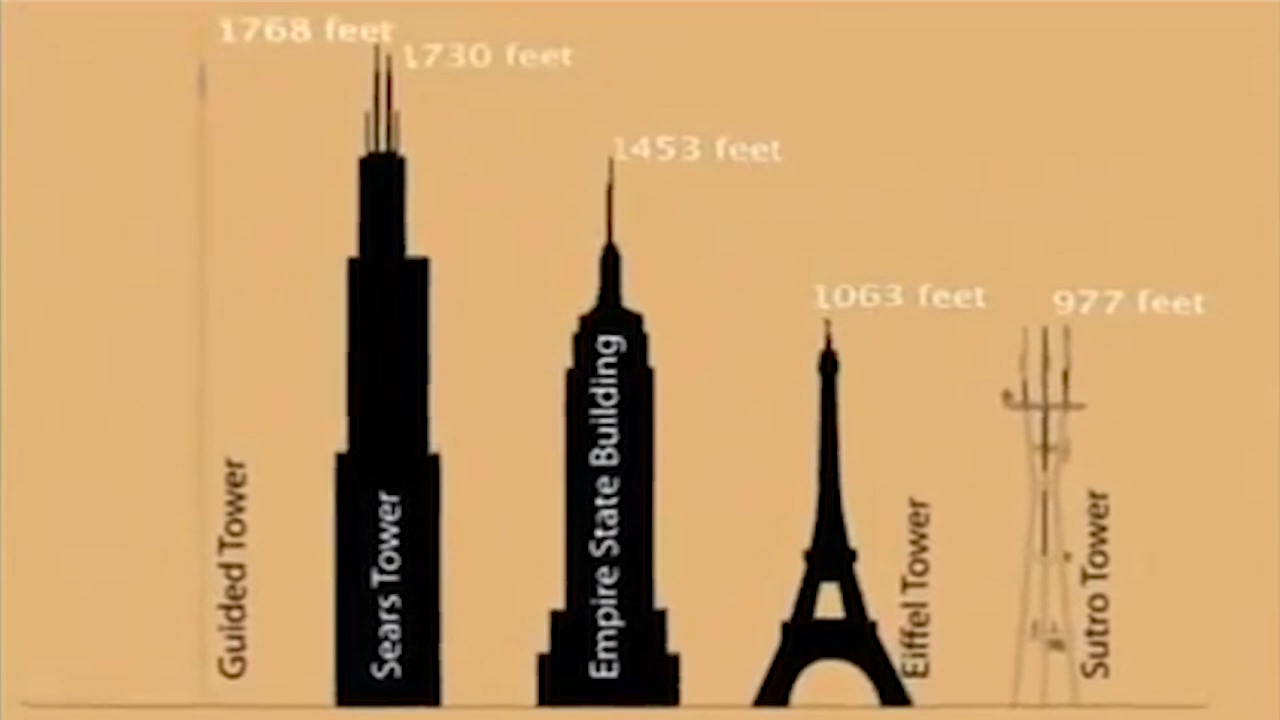 1768 feet
1730 feet
1453 feet
1063 feet
977 feet
Guided Tower
Sears Tower
Empire State Building
Eiffel Tower
Sutro Tower